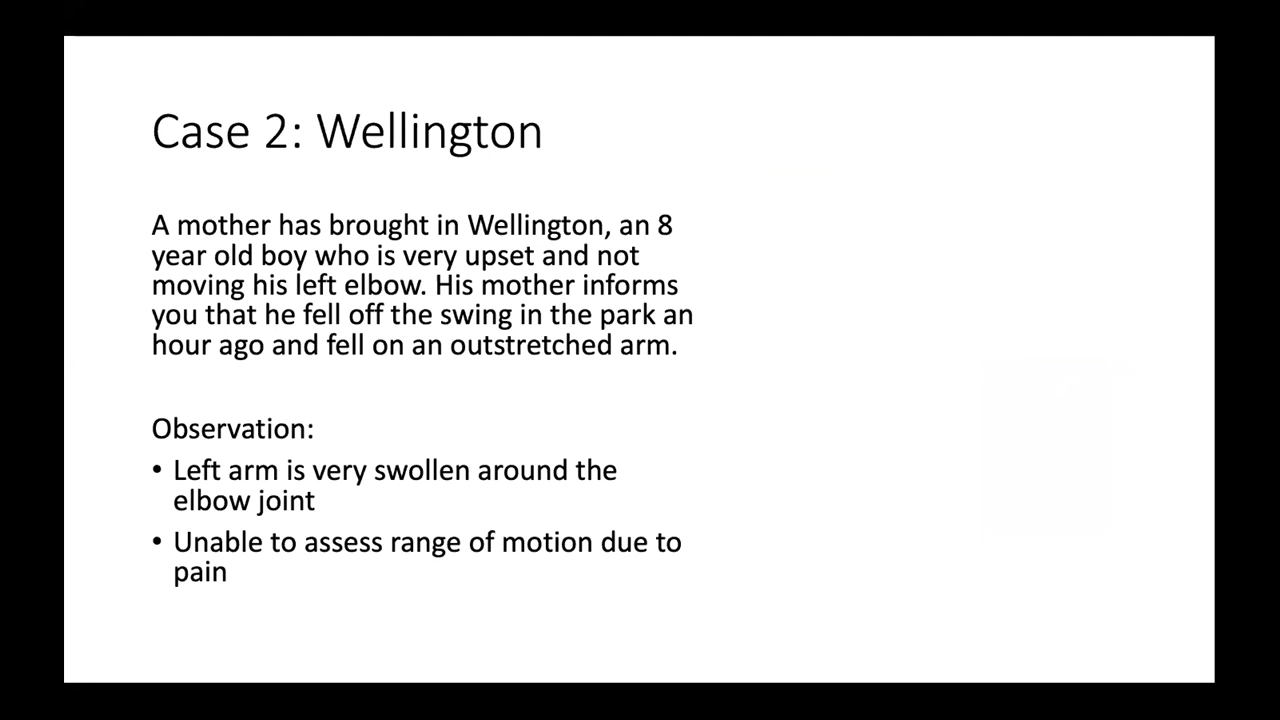 Case 2: Wellington
A mother has brought in Wellington, an 8
year old boy who is very upset and not
moving his left elbow. His mother informs
you that he fell off the swing in the park an
hour ago and fell on an outstretched arm.
Observation:
• Left arm is very swollen around the
elbow joint
• Unable to assess range of motion due to
pain